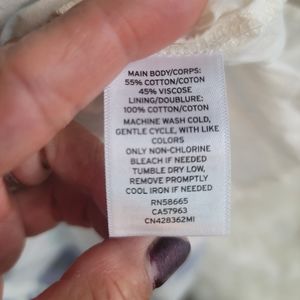 MAIN BODY/CORPS:
55% COTTON/COTON
45% VISCOSE
LINING/DOUBLURE:
100% COTTON/COTON
MACHINE WASH COLD,
GENTLE CYCLE, WITH LIKE
COLORS
ONLY NON-CHLORINE
BLEACH IF NEEDED
TUMBLE DRY LOW,
REMOVE PROMPTLY
COOL IRON IF NEEDED
RN58665
CA57963
CN428362MI